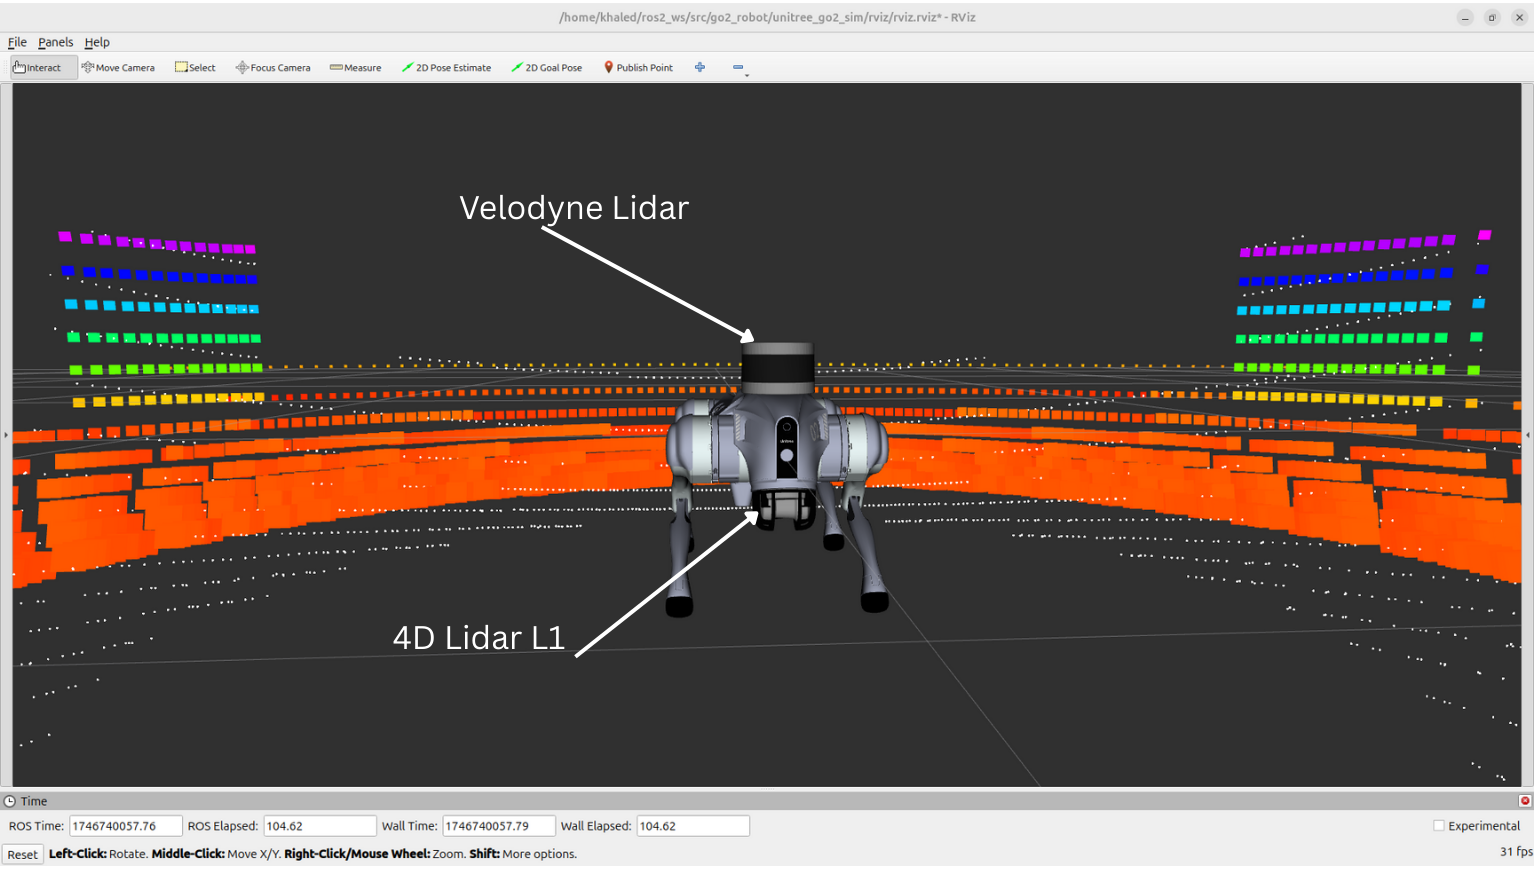 /home/khaled/ros2_ws/src/go2_robot/unitree_go2_sim/rviz/rviz.rviz* - RViz
File Panels Help
Interact Move Camera Select Focus Camera Measure 2D Pose Estimate 2D Goal Pose Publish Point
Velodyne Lidar
Unitree
4D Lidar L1
Time
ROS Time: 1746740057.76 ROS Elapsed: 104.62 Wall Time: 1746740057.79 Wall Elapsed: 104.62 Experimental
Reset Left-Click: Rotate. Middle-Click: Move X/Y. Right-Click/Mouse Wheel: Zoom. Shift: More options. 31 fps